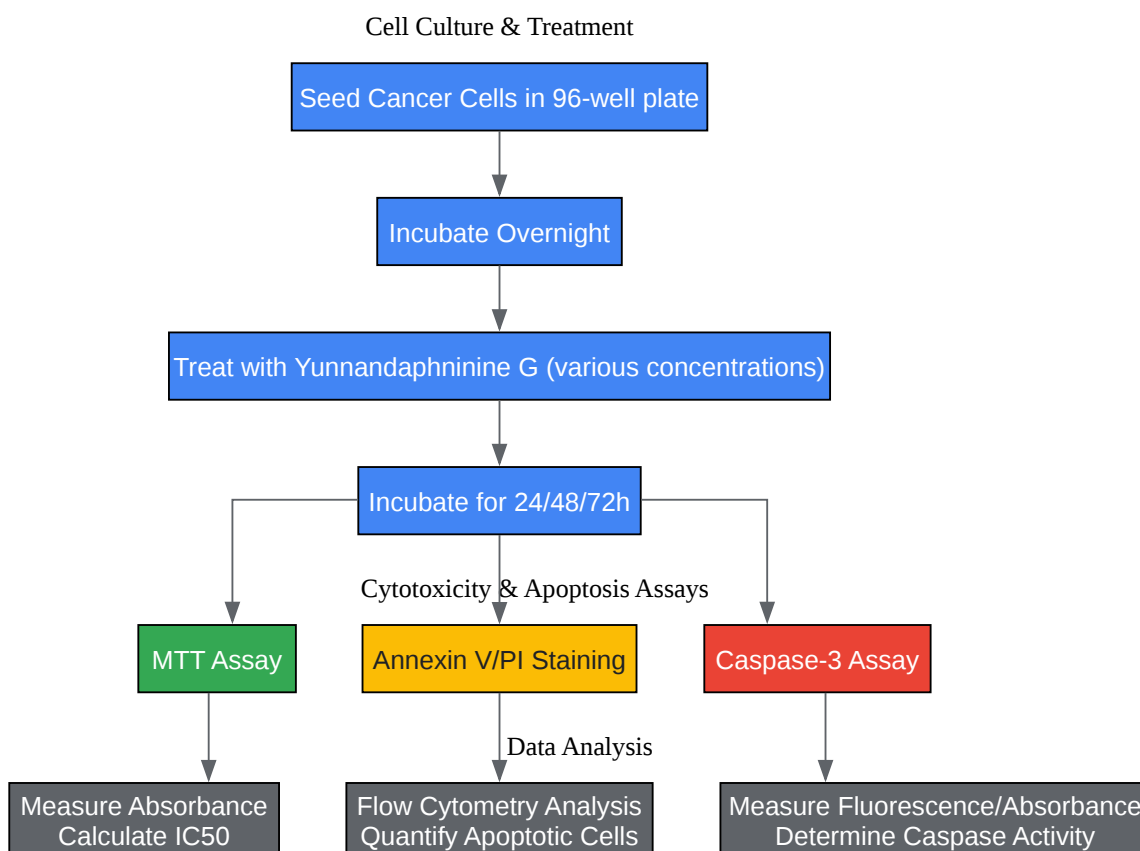 Cell Culture & Treatment
Seed Cancer Cells in 96-well plate
Incubate Overnight
Treat with Yunnandaphninine G (various concentrations)
Incubate for 24/48/72h
Cytotoxicity & Apoptosis Assays
MTT Assay
Annexin V/PI Staining
Caspase-3 Assay
Data Analysis
Measure Absorbance
Calculate IC50
Flow Cytometry Analysis
Quantify Apoptotic Cells
Measure Fluorescence/Absorbance
Determine Caspase Activity